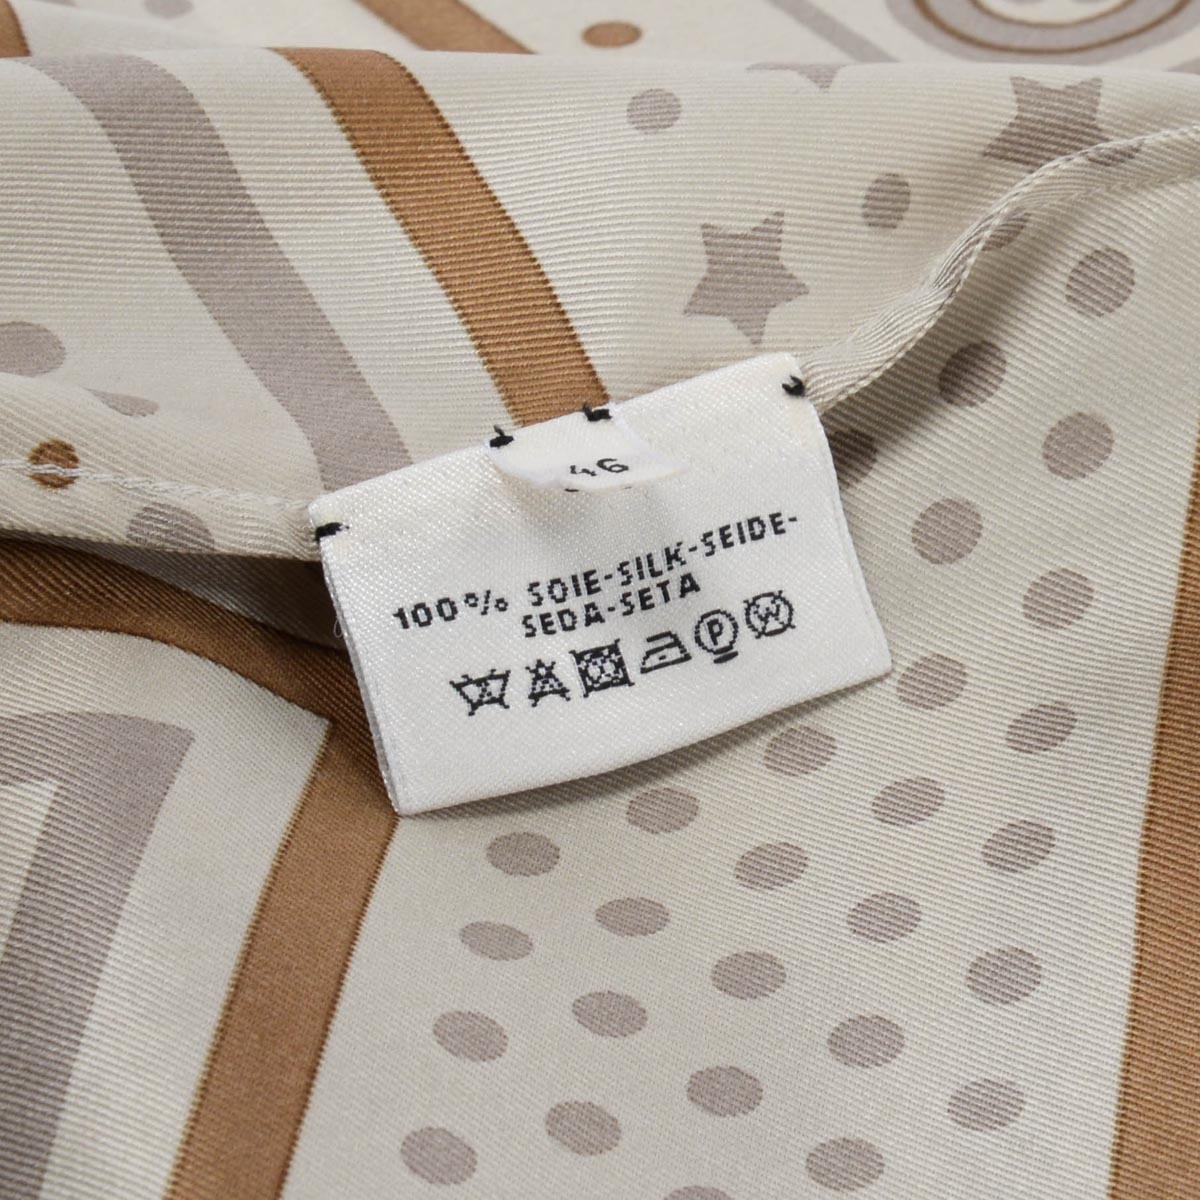 46
100% SOIE-SILK-SEIDE-
SEDA-SETA
P W